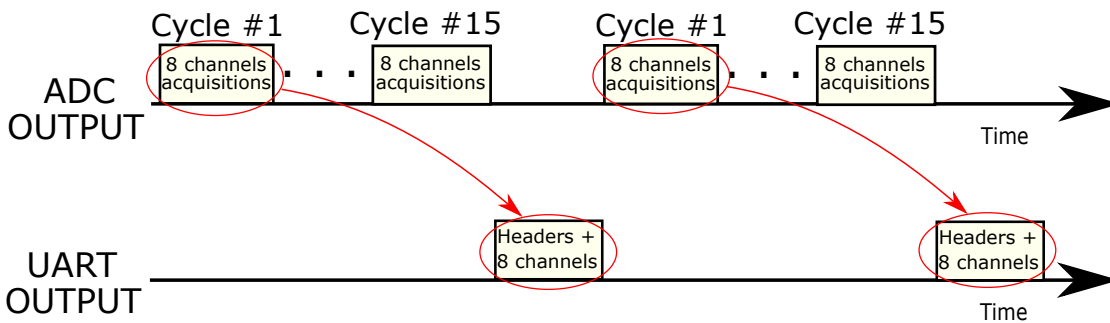 Cycle #1
Cycle #15
Cycle #1
Cycle #15
8 channels
acquisitions
. . .
8 channels
acquisitions
8 channels
acquisitions
. . .
8 channels
acquisitions
ADC
OUTPUT
Time
Headers +
8 channels
Headers +
8 channels
UART
OUTPUT
Time